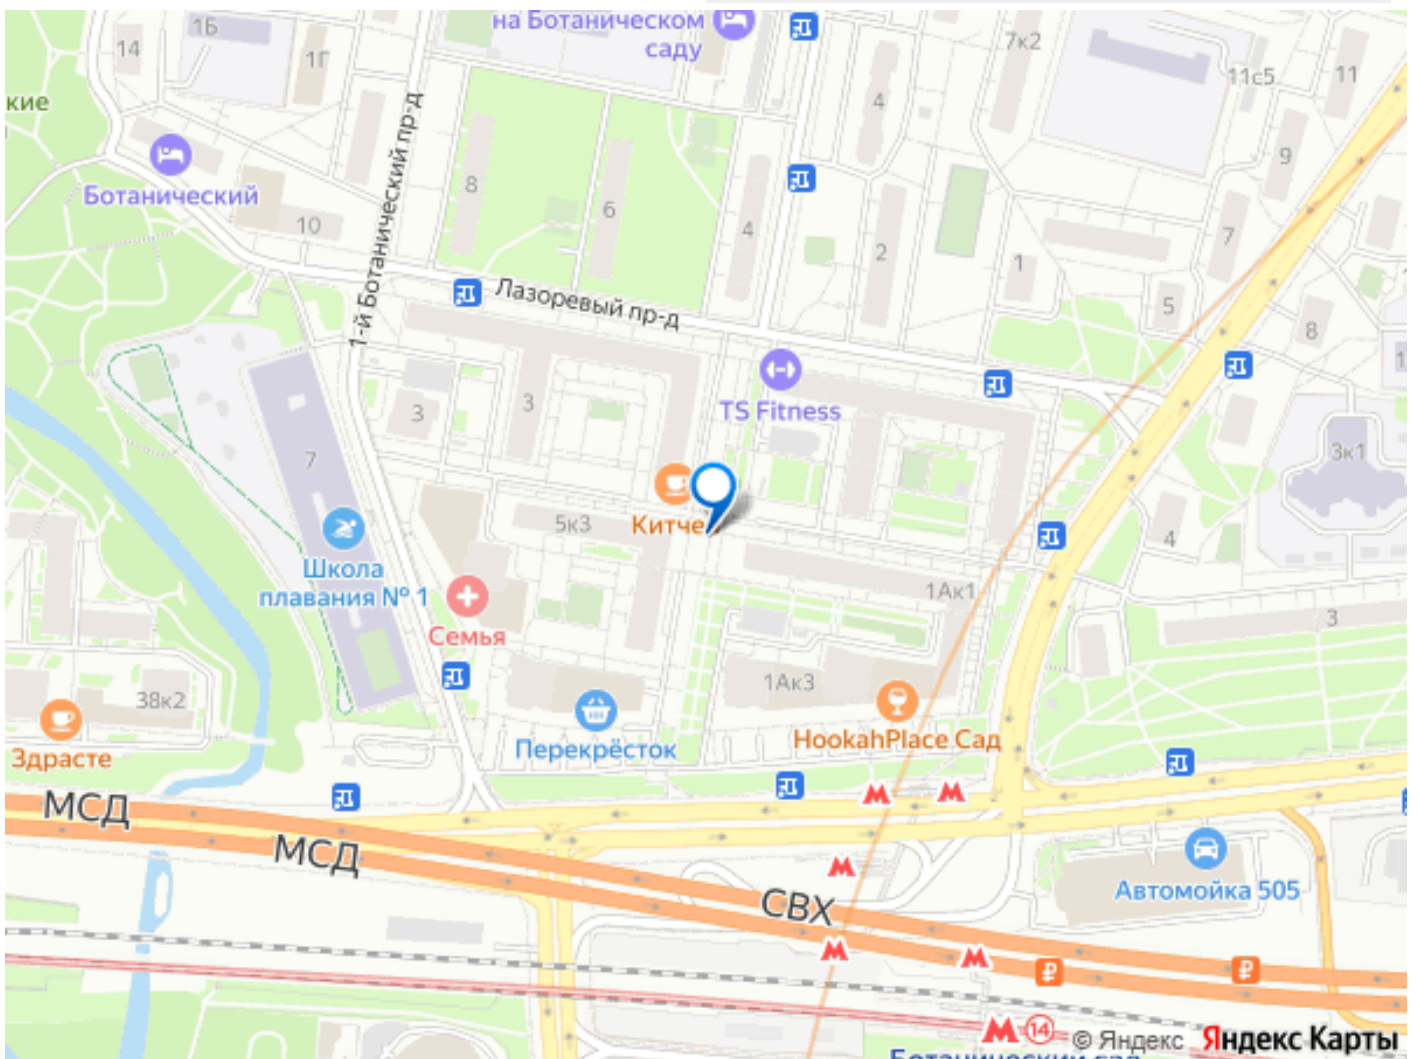 на Ботаническом
саду
7к2
14
1Б
1Г
11с5
11
кие
4
9
1-й Ботанический пр-д
Ботанический
8
6
4
2
7
10
1
5
Лазоревый пр-д
8
3
3
TS Fitness
3к1
7
Китче
5к3
4
Школа
плавания № 1
1Ак1
3
Семья
1Ак3
38к2
Перекрёсток
HookahPlace Сад
Здрасте
МСД
МСД
СВХ
Автомойка 505
14
© Яндекс Яндекс Карты
Ботанический сад